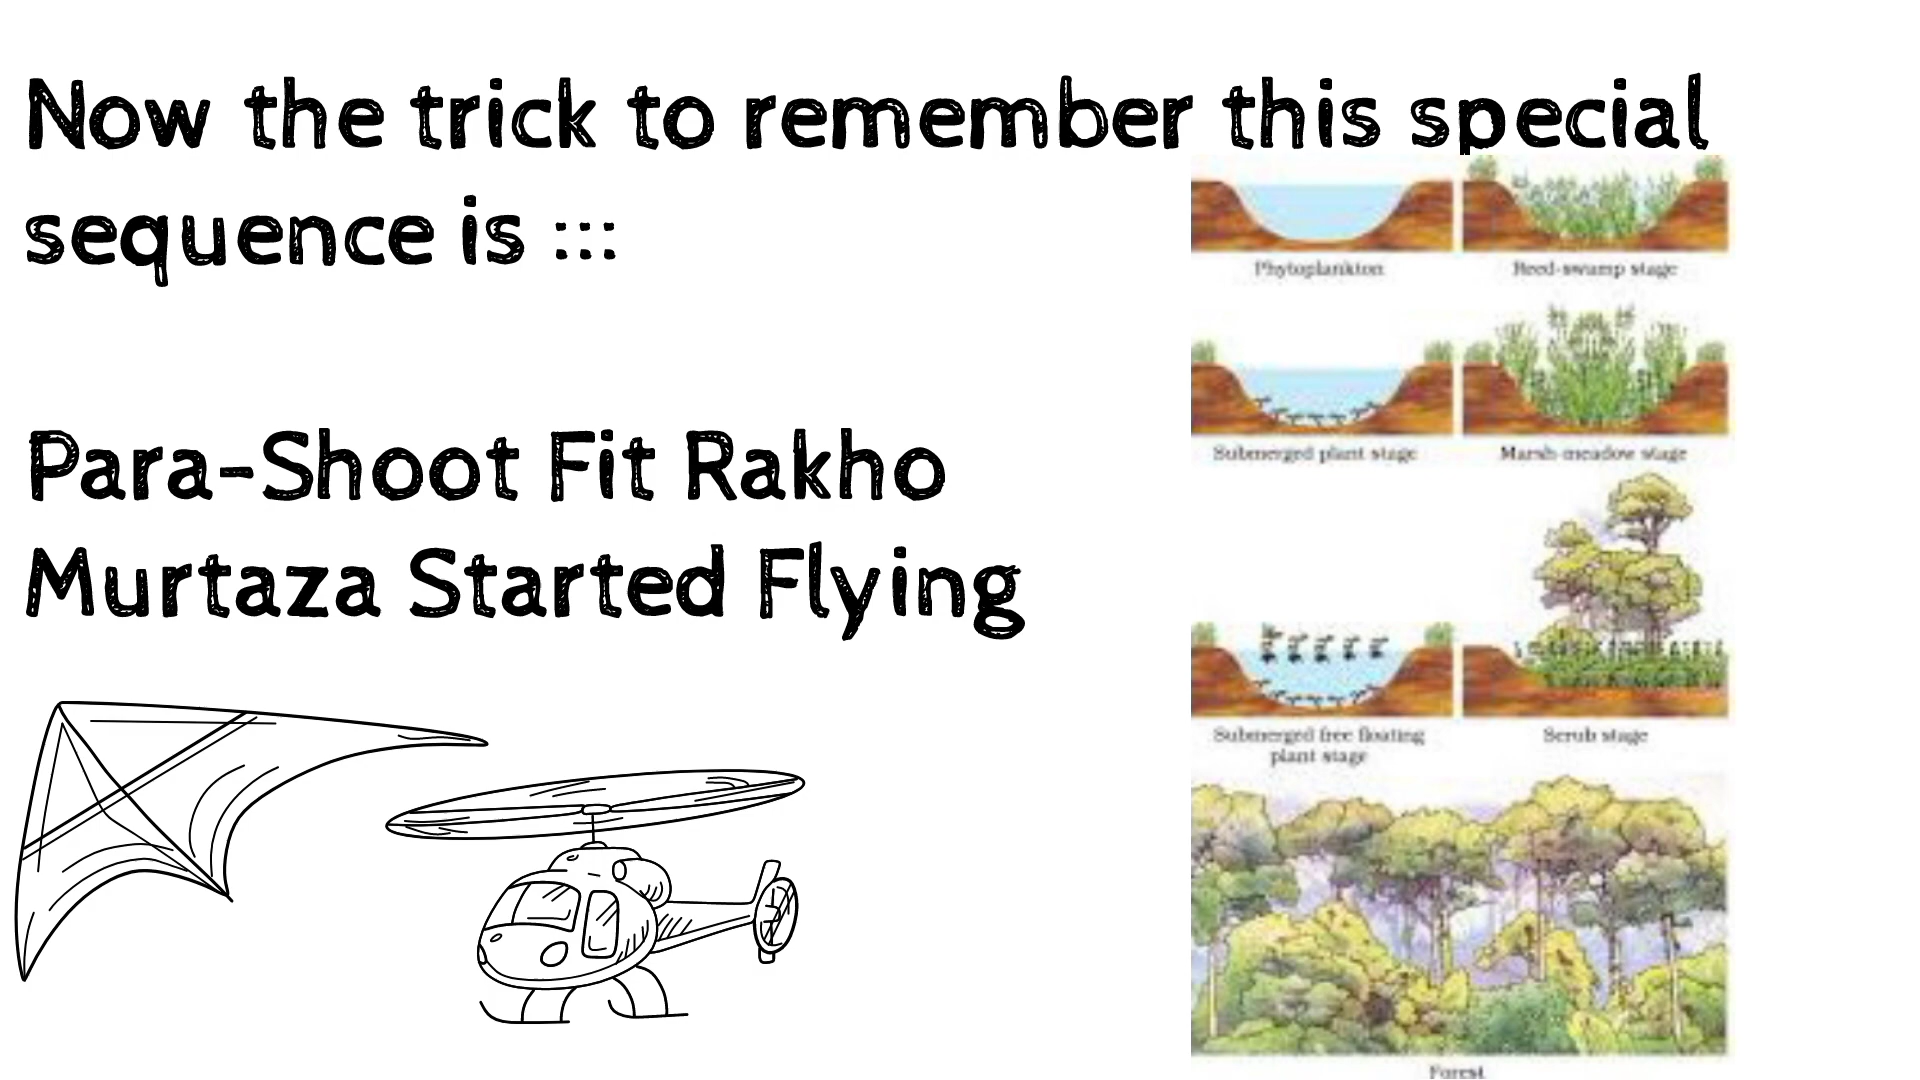 Now the trick to remember this special
sequence is :::
Para-Shoot Fit Rakho
Murtaza Started Flying
Phytoplankton
Reed-swamp stage
Submerged plant stage
Marsh-meadow stage
Submerged free floating
plant stage
Scrub stage
Forest